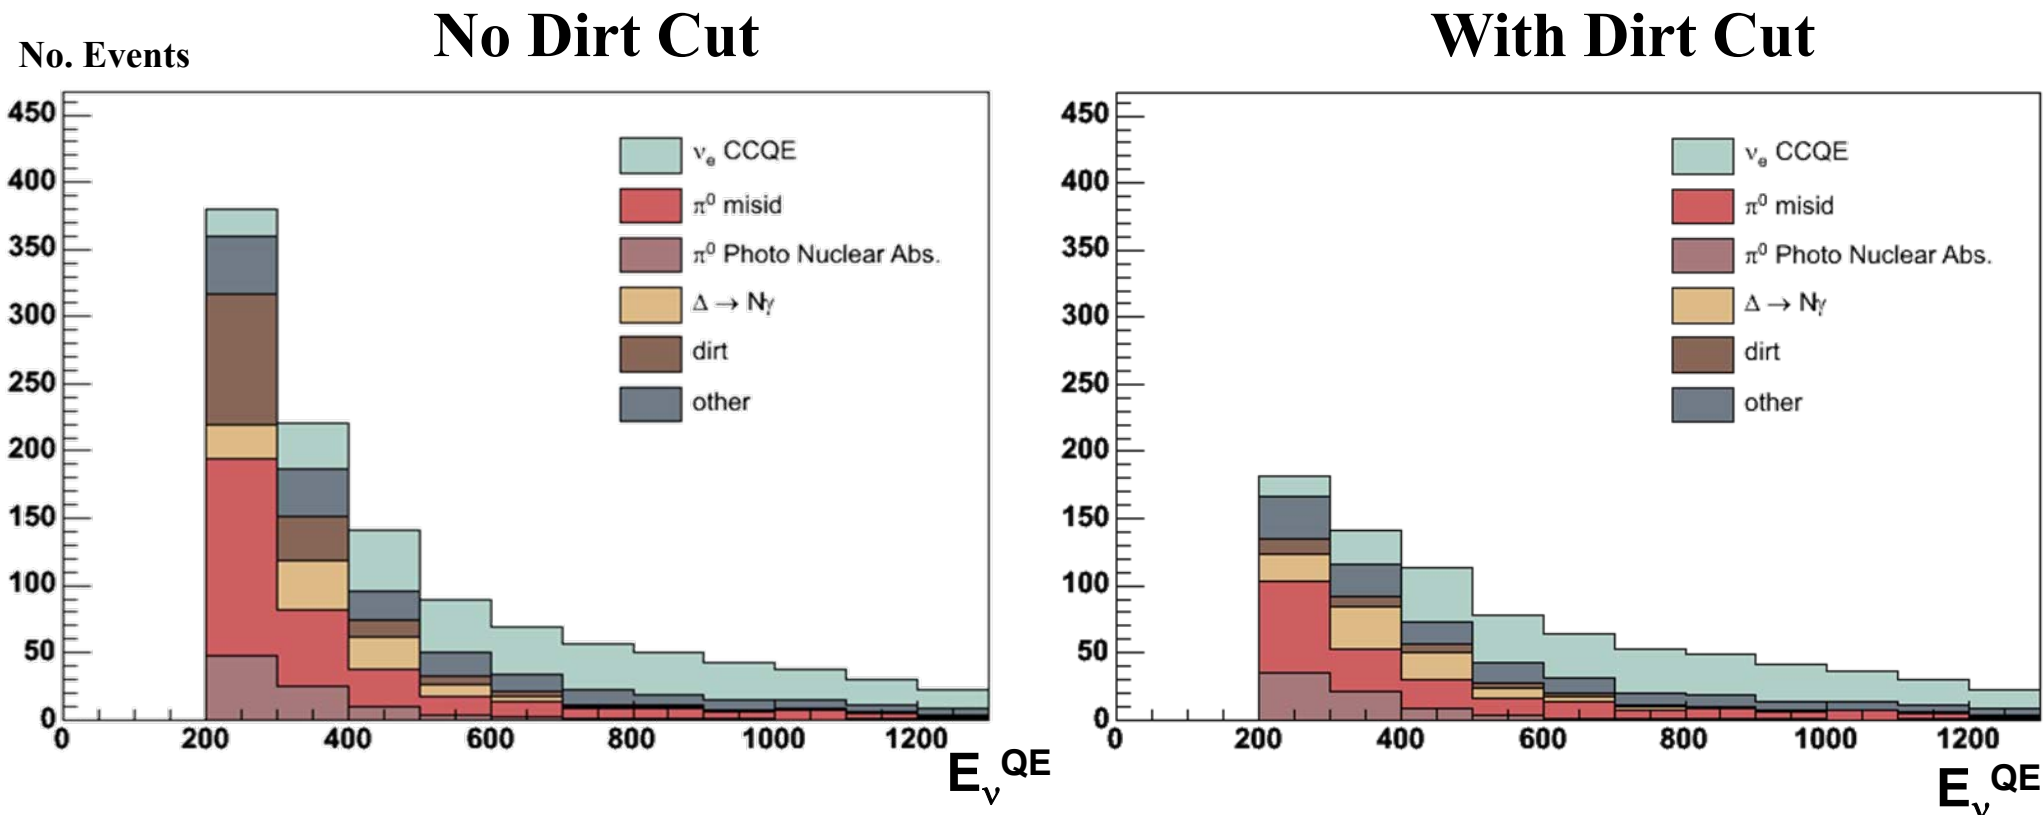 No Dirt Cut
With Dirt Cut
No. Events
450
400
350
300
250
200
150
100
50
0
0 200 400 600 800 1000 1200
νe CCQE
π0 misid
π0 Photo Nuclear Abs.
Δ → Nγ
dirt
other
EνQE
450
400
350
300
250
200
150
100
50
0
0 200 400 600 800 1000 1200
νe CCQE
π0 misid
π0 Photo Nuclear Abs.
Δ → Nγ
dirt
other
EνQE